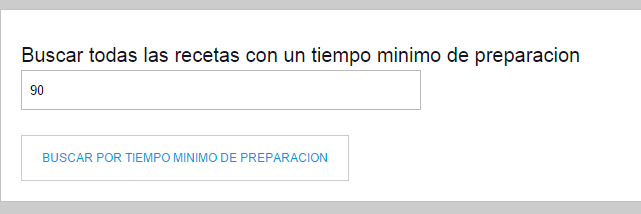 Buscar todas las recetas con un tiempo minimo de preparacion
90
BUSCAR POR TIEMPO MINIMO DE PREPARACION